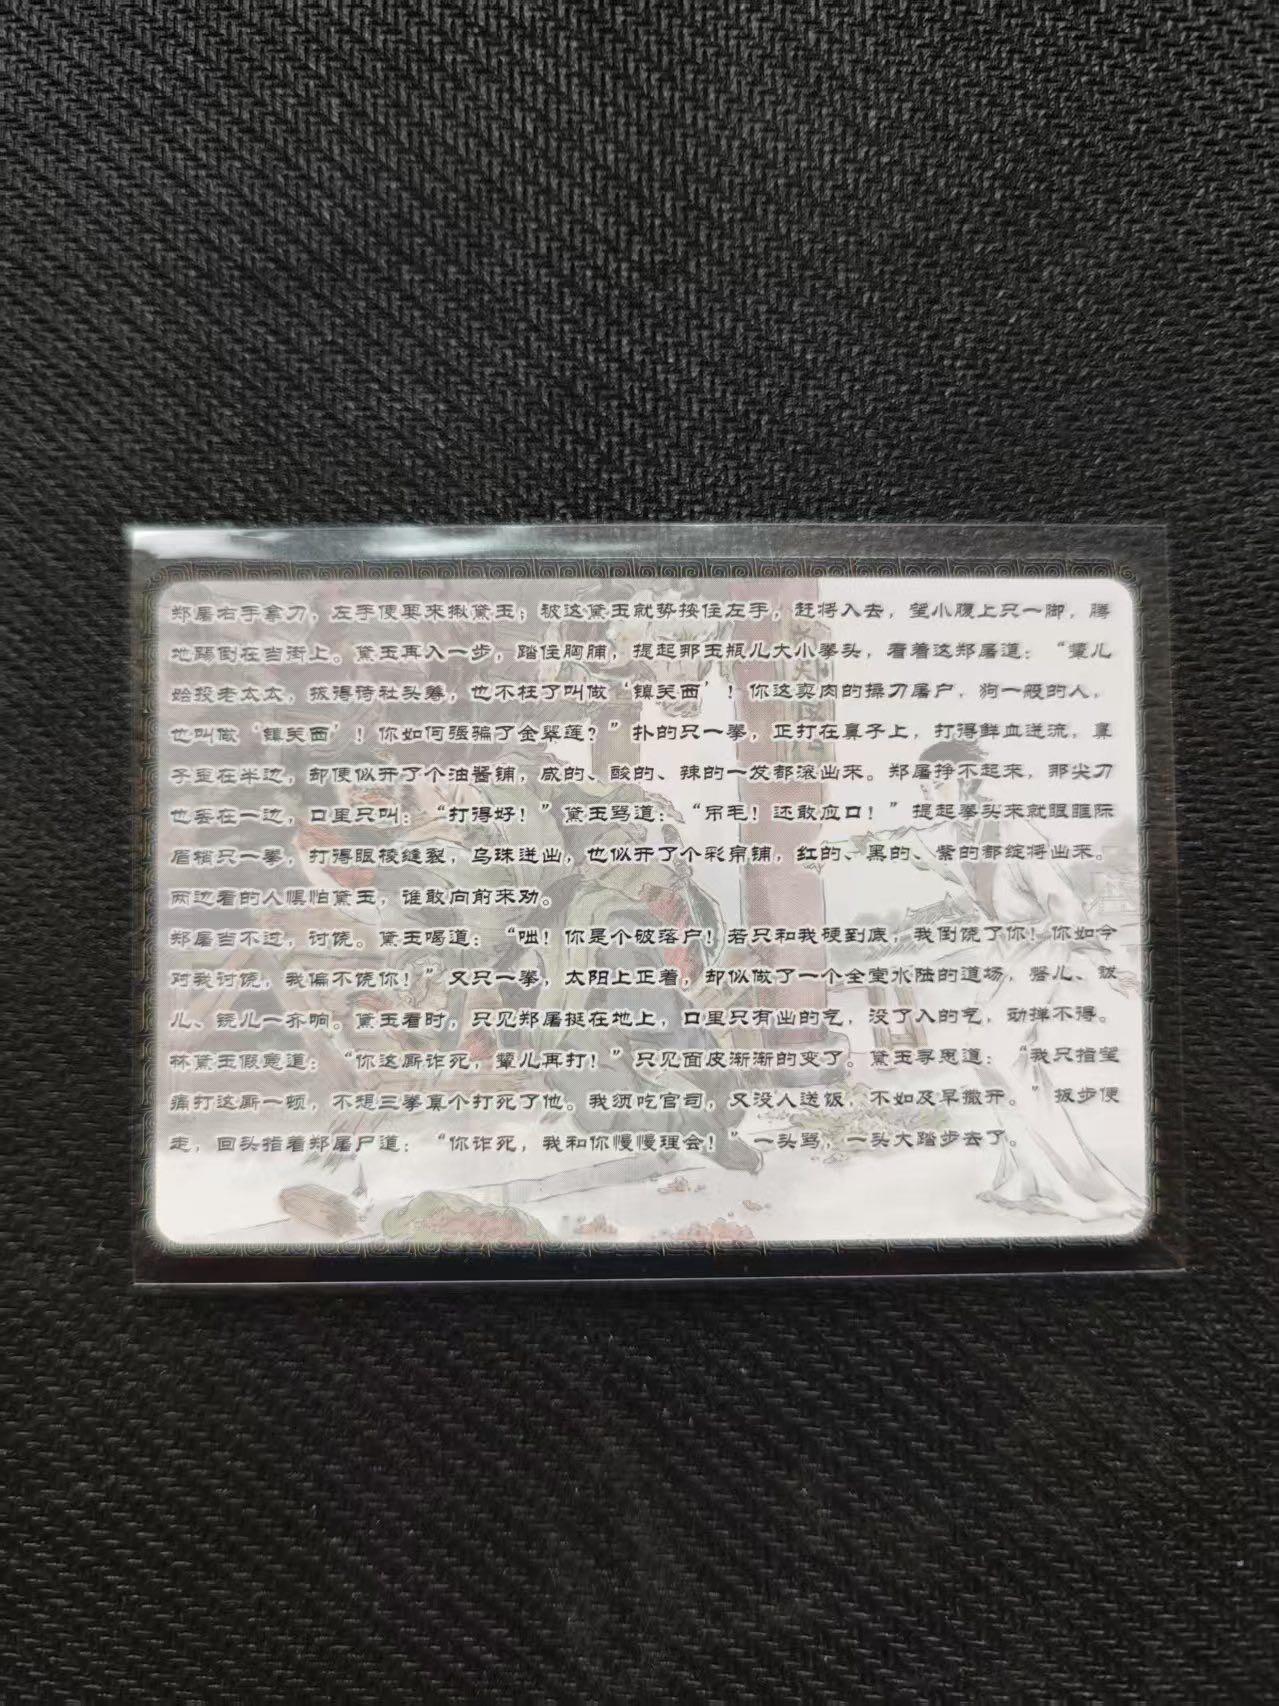 郑屠右手拿刀，左手便要来揪黛玉；被这黛玉就势按住左手，赶将入去，望小腹上只一脚，腾
地踢倒在当街上。黛玉再入一步，踏住胸脯，提起那玉瓶儿大小拳头，看着这郑屠道：“颦儿
始投老太太，拔得诗社头筹，也不枉了叫做‘镇关西’！你这卖肉的操刀屠户，狗一般的人，
也叫做‘镇关西’！你如何强骗了金翠莲？”扑的只一拳，正打在鼻子上，打得鲜血迸流，鼻
子歪在半边，却便似开了个油酱铺，咸的、酸的、辣的一发都滚出来。郑屠挣不起来，那尖刀
也丢在一边，口里只叫：“打得好！”黛玉骂道：“吊毛！还敢应口！”提起拳头来就眼眶际
眉梢只一拳，打得眼棱缝裂，乌珠迸出，也似开了个彩帛铺，红的、黑的、紫的都绽将出来。
两边看的人惧怕黛玉，谁敢向前来劝。
郑屠当不过，讨饶。黛玉喝道：“咄！你是个破落户！若只和我硬到底，我倒饶了你！你如今
对我讨饶，我偏不饶你！”又只一拳，太阳上正着，却似做了一个全堂水陆的道场，磬儿、钹
儿、铙儿一齐响。黛玉看时，只见郑屠挺在地上，口里只有出的气，没了入的气，动掸不得。
林黛玉假意道：“你这厮诈死，颦儿再打！”只见面皮渐渐的变了。黛玉寻思道：“我只指望
痛打这厮一顿，不想三拳真个打死了他。我须吃官司，又没人送饭，不如及早撒开。”拔步便
走，回头指着郑屠尸道：“你诈死，我和你慢慢理会！”一头骂，一头大踏步去了。